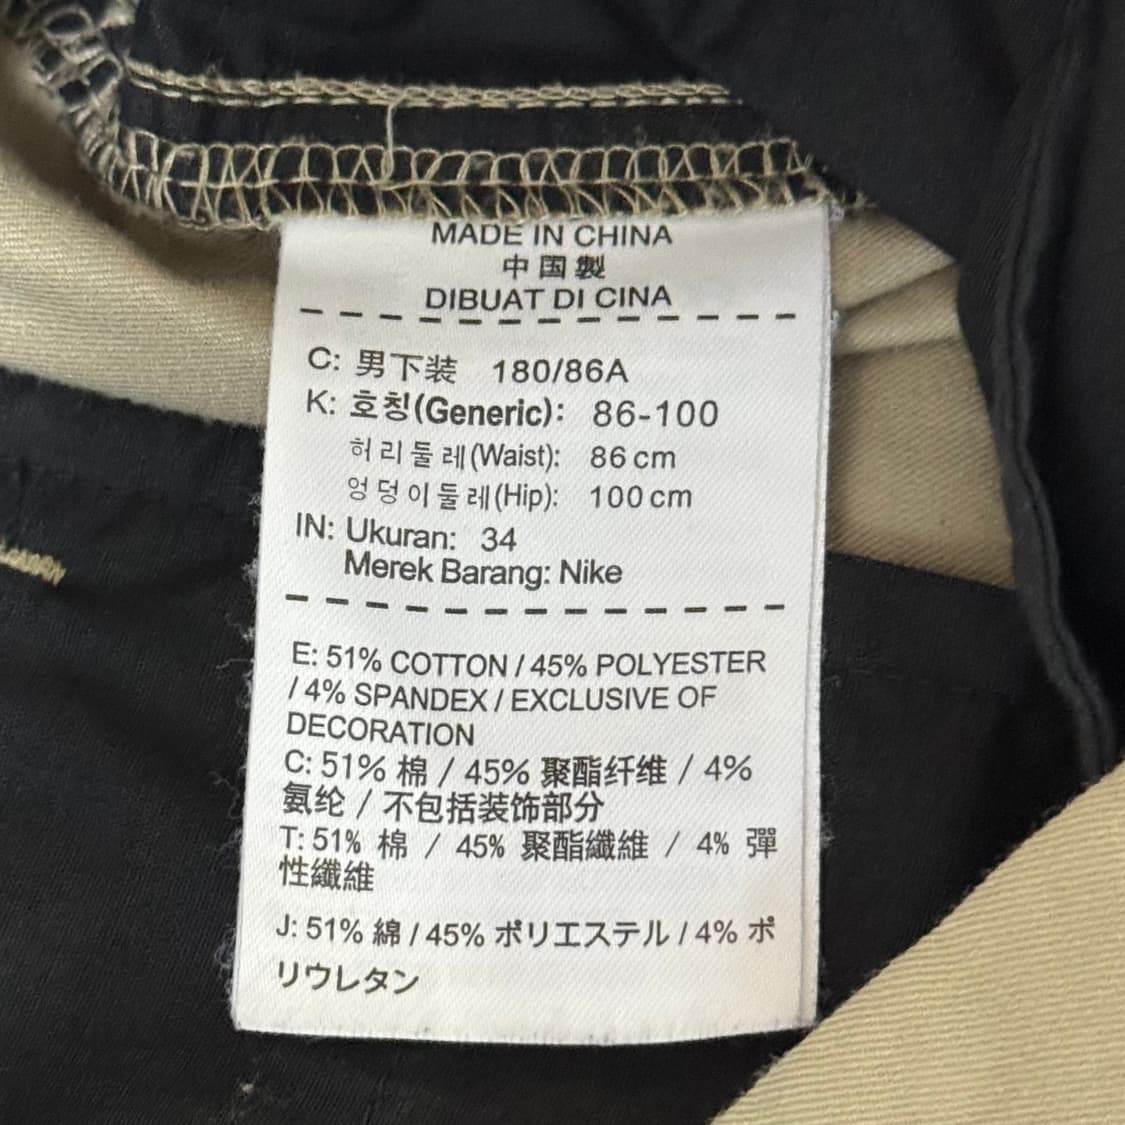 MADE IN CHINA
中国製
DIBUAT DI CINA
C: 男下装 180/86A
K: 호칭(Generic): 86-100
허리둘레(Waist): 86 cm
엉덩이둘레(Hip): 100 cm
IN: Ukuran: 34
Merek Barang: Nike
E: 51% COTTON / 45% POLYESTER
/ 4% SPANDEX / EXCLUSIVE OF
DECORATION
C: 51% 棉 / 45% 聚酯纤维 / 4%
氨纶 / 不包括装饰部分
T: 51% 棉 / 45% 聚酯纖維 / 4% 彈
性纖維
J: 51% 綿 / 45% ポリエステル / 4% ポ
リウレタン